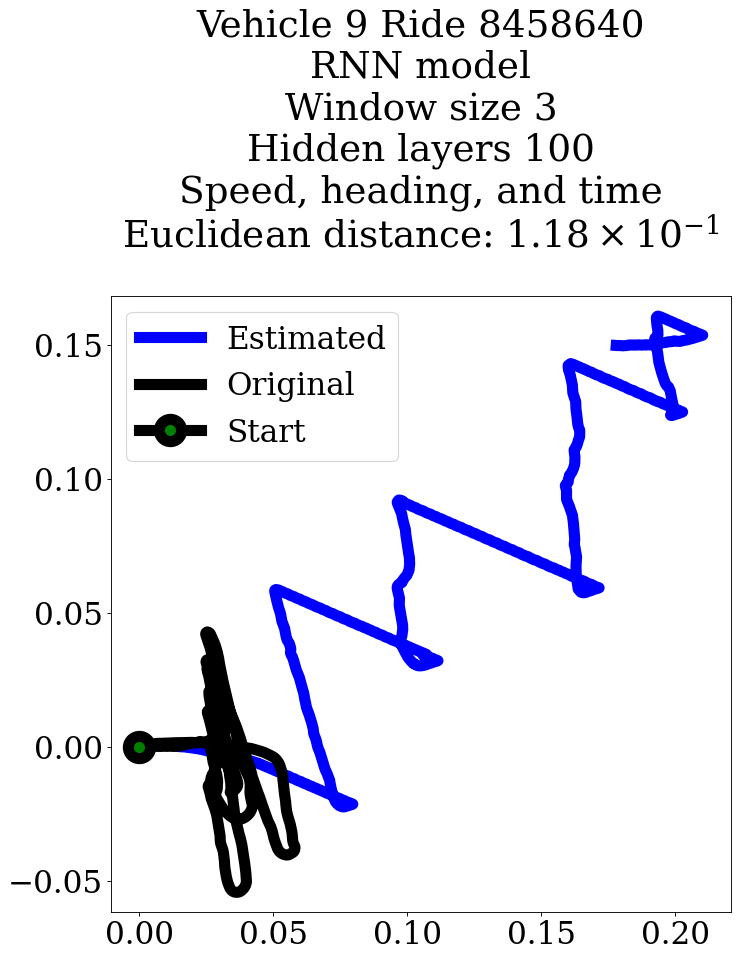 Vehicle 9 Ride 8458640
RNN model
Window size 3
Hidden layers 100
Speed, heading, and time
Euclidean distance: 1.18 × 10⁻¹
Estimated
Original
Start
0.15
0.10
0.05
0.00
−0.05
0.00 0.05 0.10 0.15 0.20